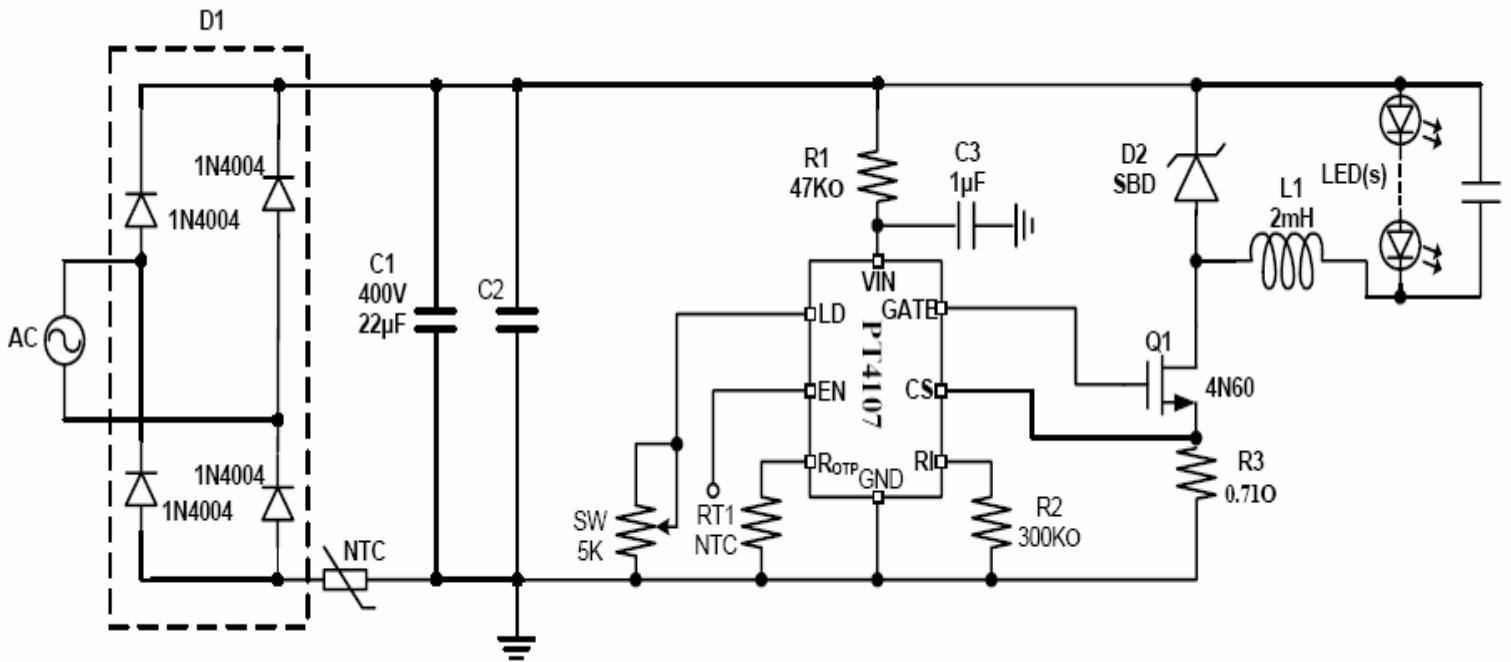 D1
1N4004
1N4004
1N4004
1N4004
AC
NTC
C1
400V
22µF
C2
R1
47KO
C3
1µF
VIN
LD
GATE
EN
CS
ROTP
GND
RI
PT4107
SW
5K
RT1
NTC
R2
300KO
D2
SBD
L1
2mH
LED(s)
Q1
4N60
R3
0.71O